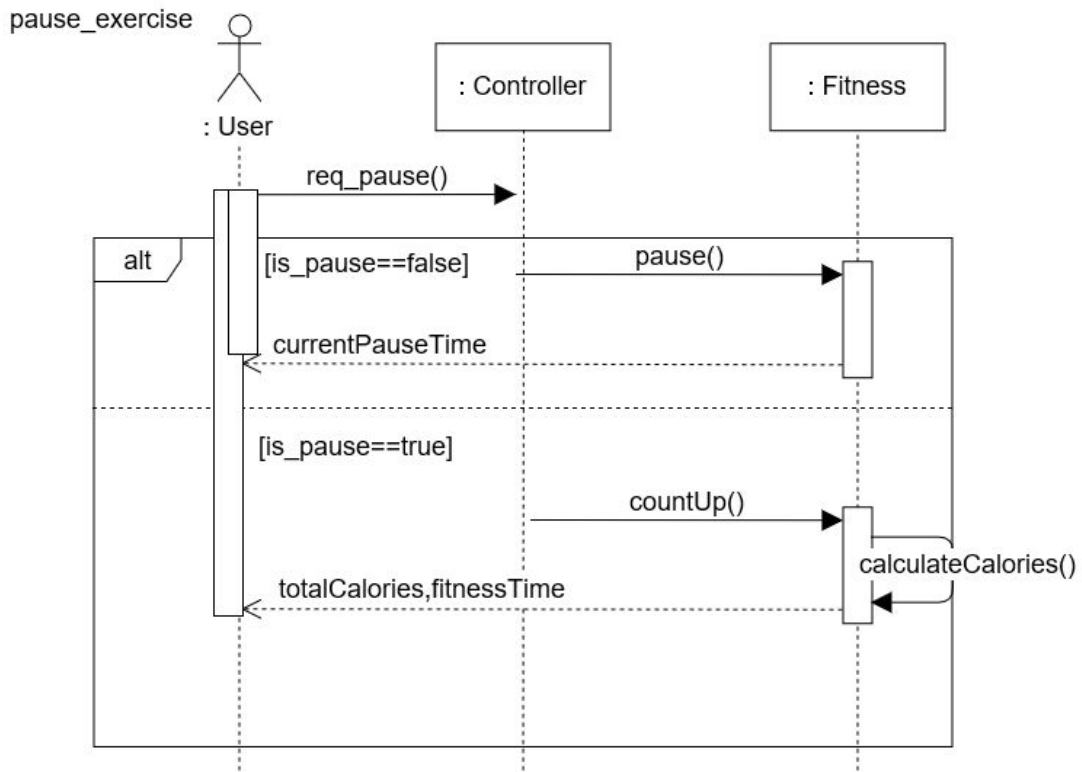 pause_exercise
: User
: Controller
: Fitness
req_pause()
alt
[is_pause==false]
pause()
currentPauseTime
[is_pause==true]
countUp()
calculateCalories()
totalCalories,fitnessTime